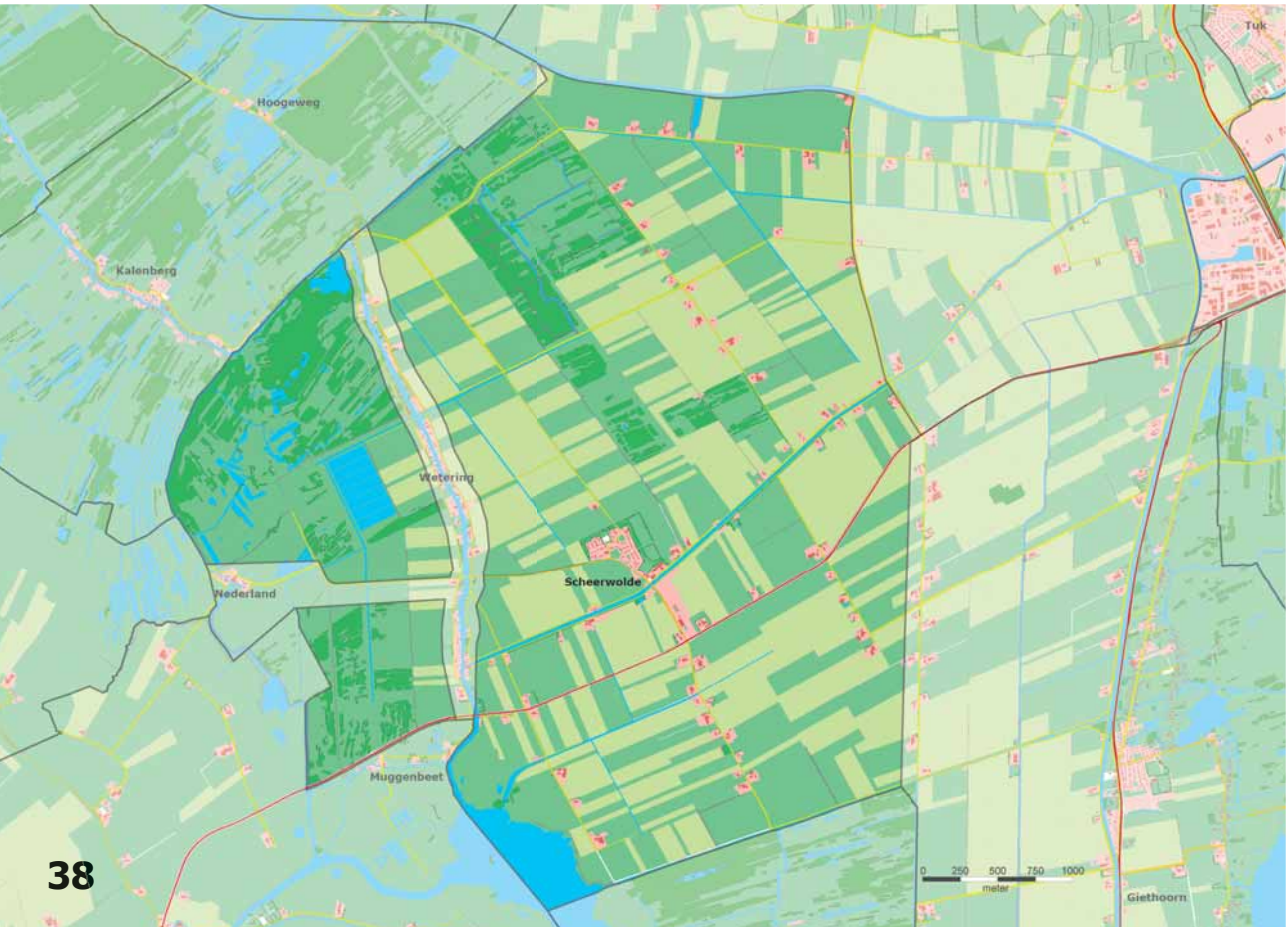 Tuk
Hoogeweg
Kalenberg
Wetering
Scheerwolde
Nederland
Muggenbeet
38
0 250 500 750 1000
meter
Giethoorn